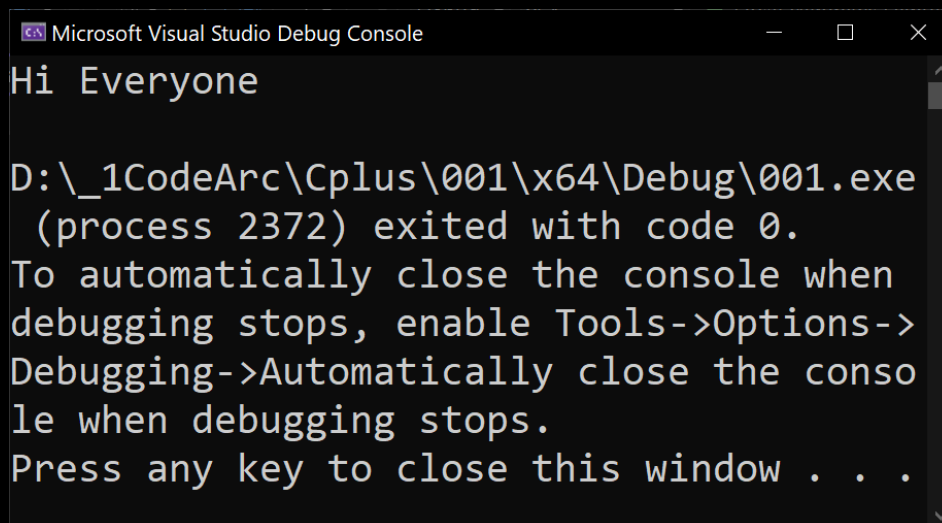 Microsoft Visual Studio Debug Console
Hi Everyone
D:\_1CodeArc\Cplus\001\x64\Debug\001.exe
(process 2372) exited with code 0.
To automatically close the console when
debugging stops, enable Tools->Options->
Debugging->Automatically close the conso
le when debugging stops.
Press any key to close this window . . .